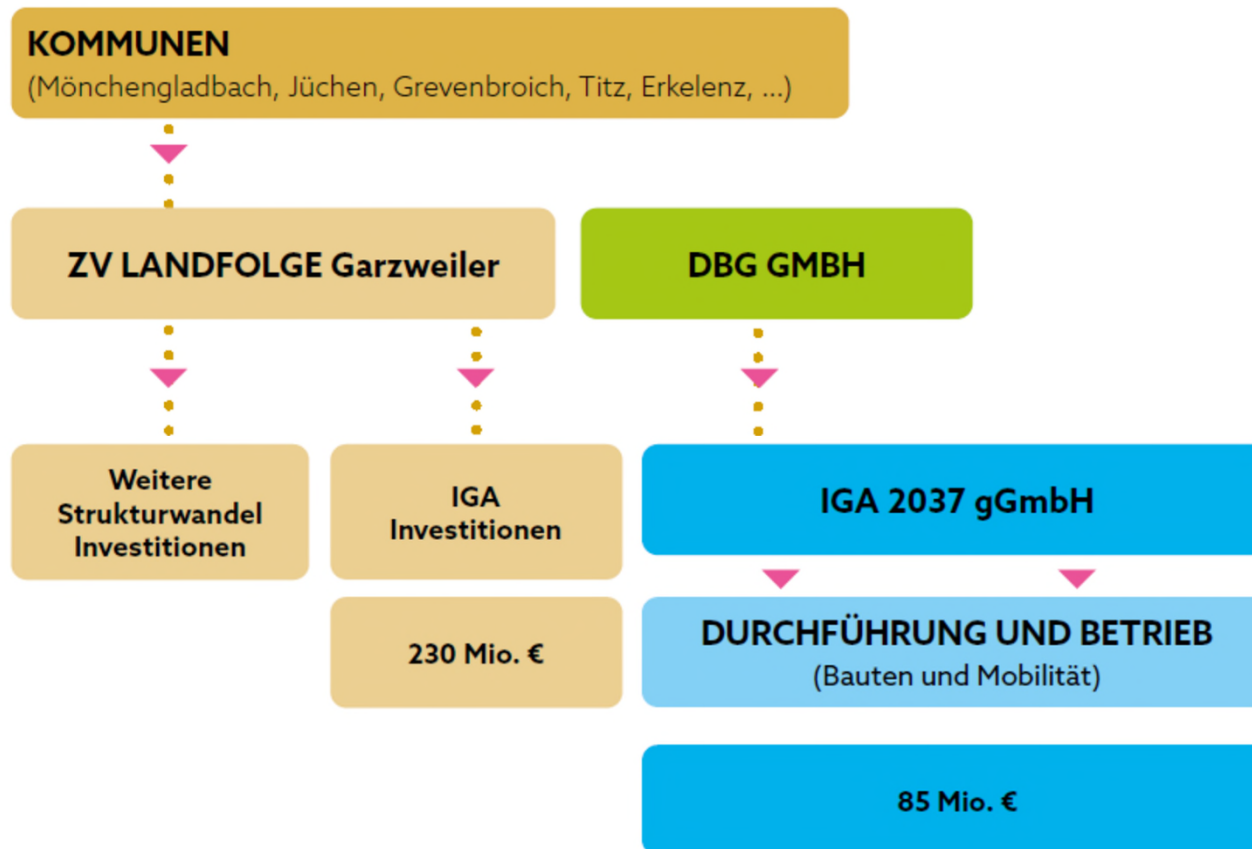 KOMMUNEN
(Mönchengladbach, Jüchen, Grevenbroich, Titz, Erkelenz, ...)
ZV LANDFOLGE Garzweiler
DBG GMBH
Weitere
Strukturwandel
Investitionen
IGA
Investitionen
IGA 2037 gGmbH
230 Mio. €
DURCHFÜHRUNG UND BETRIEB
(Bauten und Mobilität)
85 Mio. €